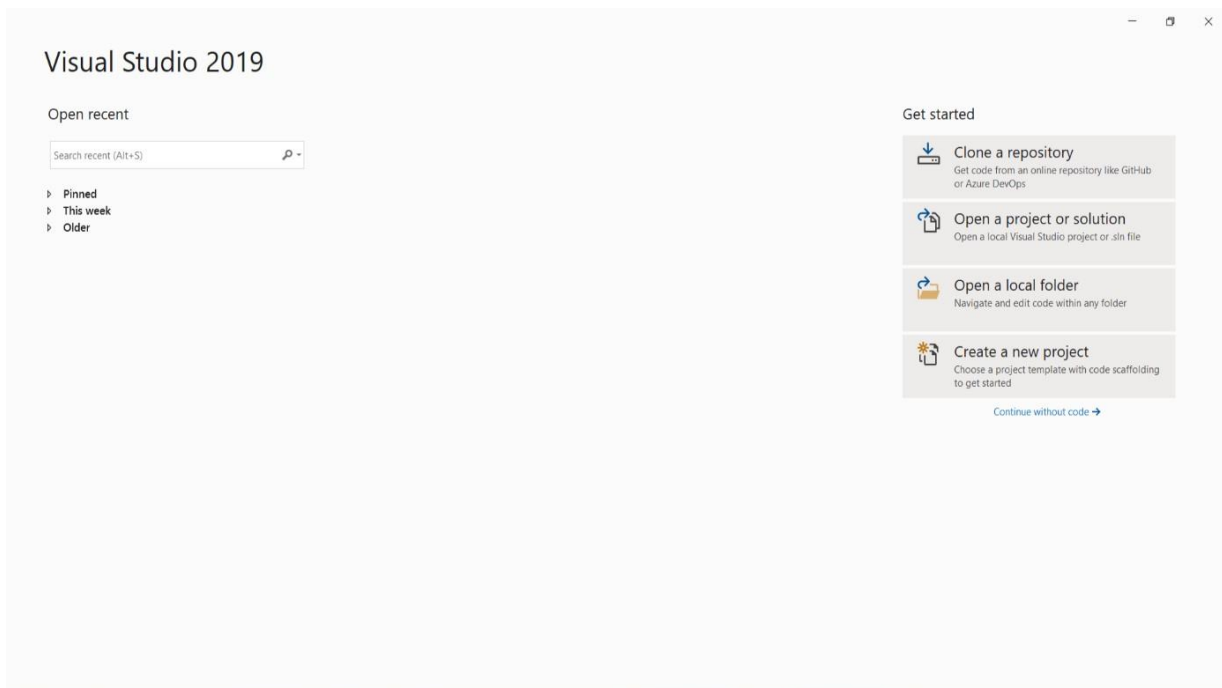 Visual Studio 2019
Open recent
Search recent (Alt+S)
Pinned
This week
Older
Get started
Clone a repository
Get code from an online repository like GitHub
or Azure DevOps
Open a project or solution
Open a local Visual Studio project or .sln file
Open a local folder
Navigate and edit code within any folder
Create a new project
Choose a project template with code scaffolding
to get started
Continue without code →